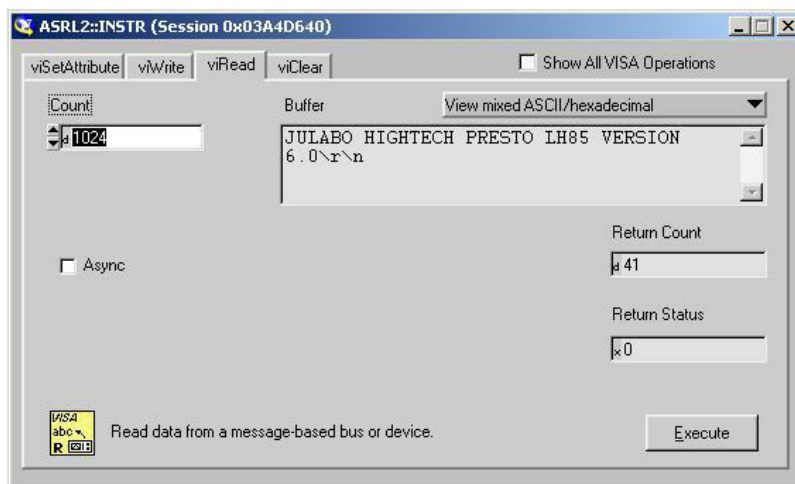 ASRL2::INSTR (Session 0x03A4D640)
viSetAttribute viWrite viRead viClear
Show All VISA Operations
Count
Buffer
View mixed ASCII/hexadecimal
d 1024
JULABO HIGHTECH PRESTO LH85 VERSION
6.0\r\n
Return Count
d 41
Async
Return Status
x 0
VISA
abc
R
Read data from a message-based bus or device.
Execute